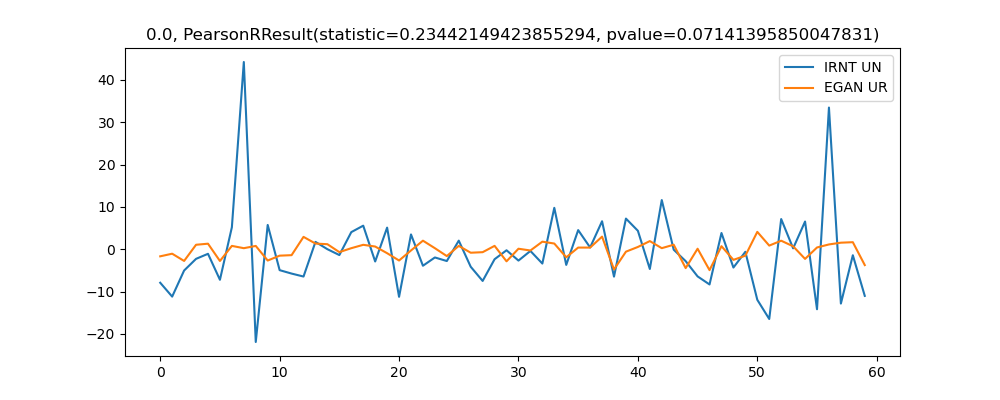 0.0, PearsonRResult(statistic=0.23442149423855294, pvalue=0.07141395850047831)
IRNT UN
EGAN UR
40
30
20
10
0
−10
−20
0 10 20 30 40 50 60